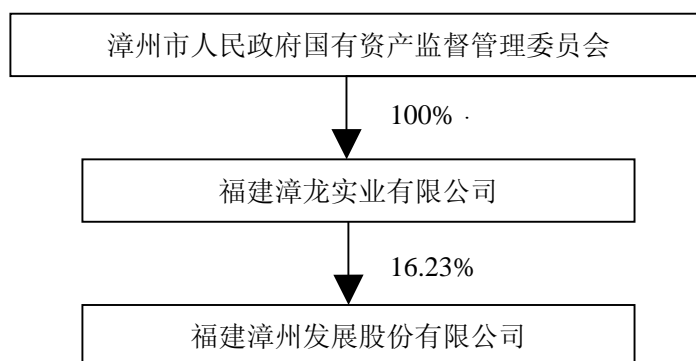 漳州市人民政府国有资产监督管理委员会
100%
福建漳龙实业有限公司
16.23%
福建漳州发展股份有限公司